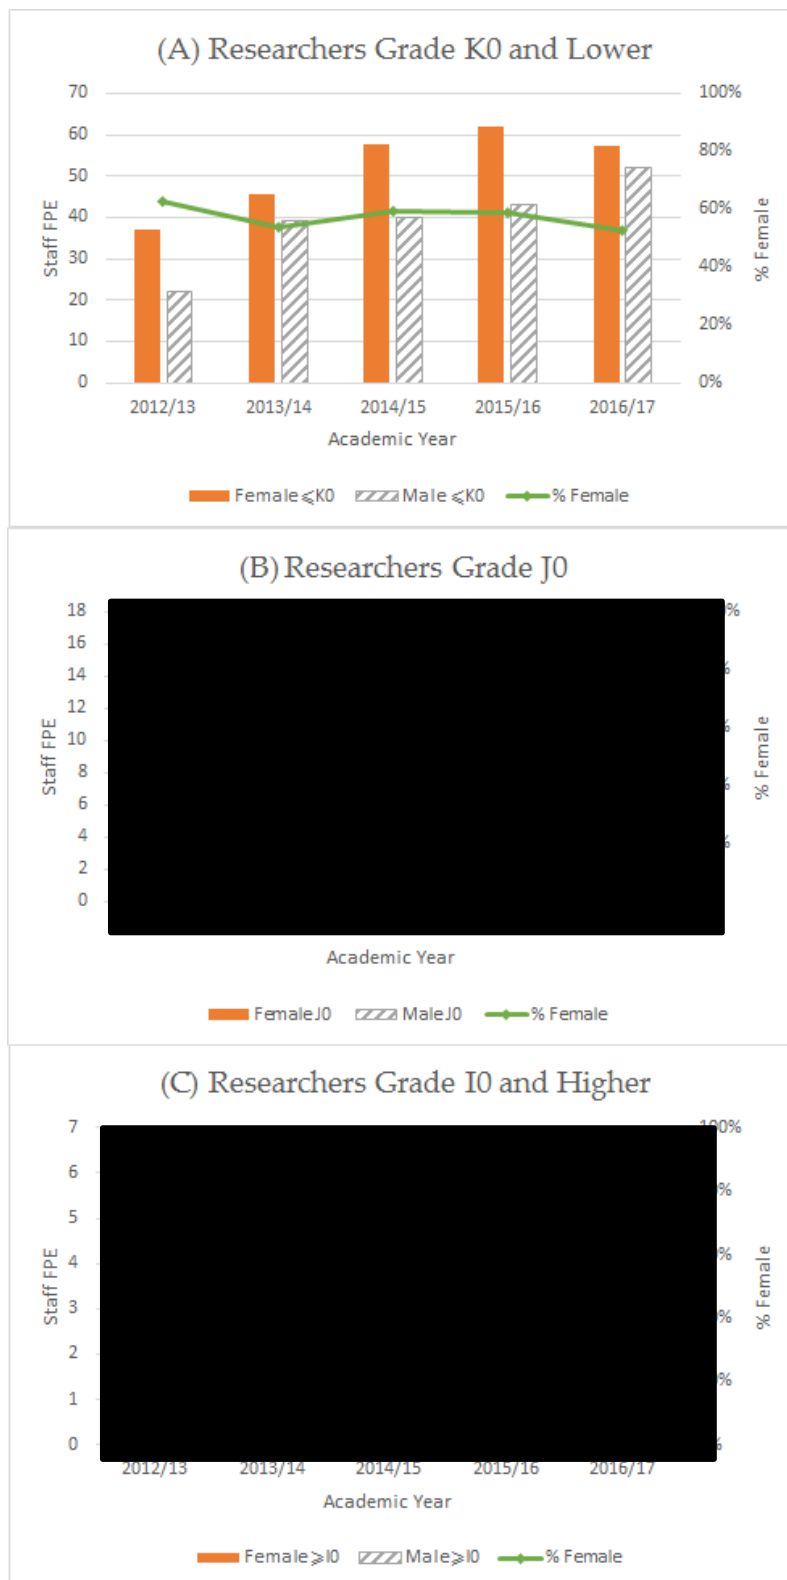 (A) Researchers Grade K0 and Lower
70 100%
60 80%
50
40 60%
30 40%
20 20%
10
0 0%
Staff FPE
% Female
2012/13 2013/14 2014/15 2015/16 2016/17
Academic Year
Female ⩽K0 Male ⩽K0 % Female
(B) Researchers Grade J0
18
16
14
12
10
8
6
4
2
0
Staff FPE
% Female
Academic Year
Female J0 Male J0 % Female
(C) Researchers Grade I0 and Higher
7 100%
6
5
4
3
2
1
0
Staff FPE
% Female
2012/13 2013/14 2014/15 2015/16 2016/17
Academic Year
Female ⩾I0 Male ⩾I0 % Female